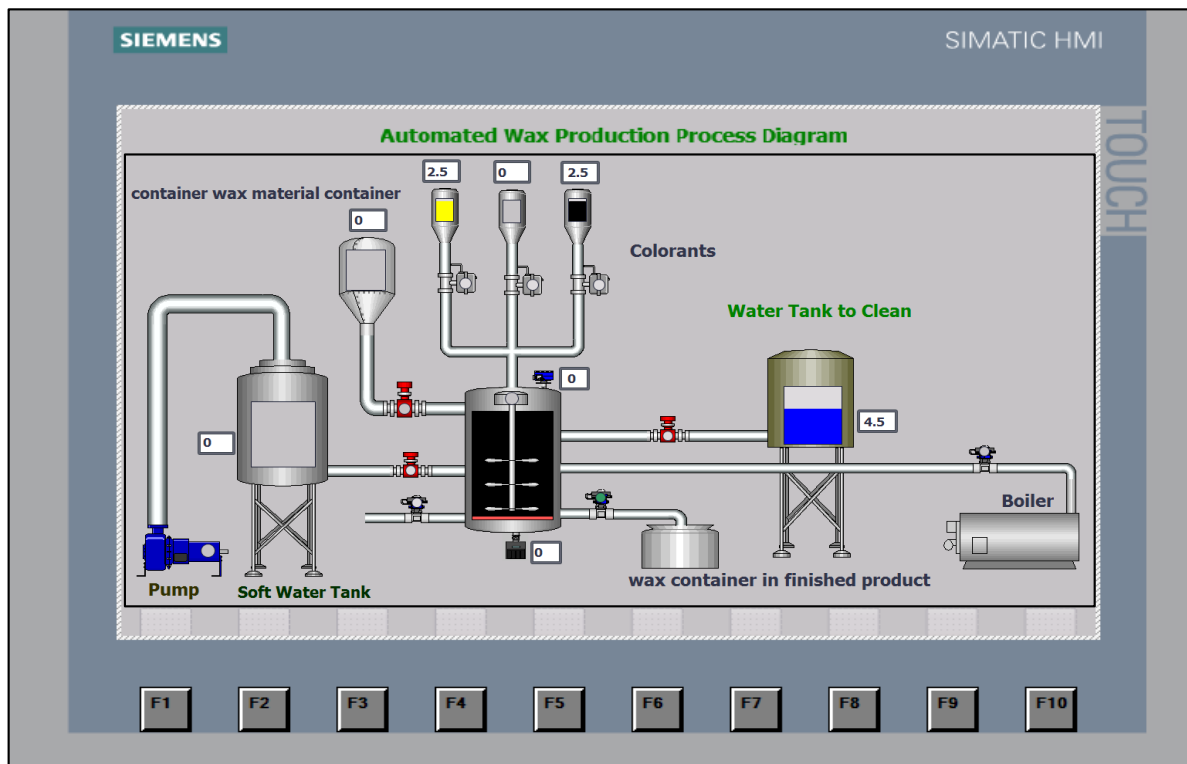 SIEMENS
SIMATIC HMI
TOUCH
Automated Wax Production Process Diagram
2.5
0
2.5
container wax material container
0
Colorants
Water Tank to Clean
0
4.5
0
Boiler
0
wax container in finished product
Pump
Soft Water Tank
F1
F2
F3
F4
F5
F6
F7
F8
F9
F10